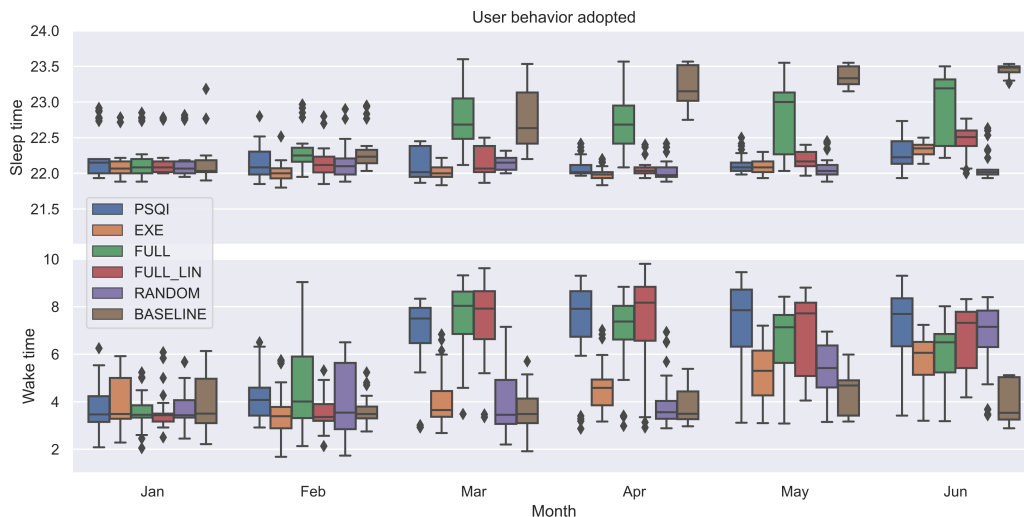 User behavior adopted
24.0
23.5
23.0
22.5
22.0
21.5
Sleep time
PSQI
EXE
FULL
FULL_LIN
RANDOM
BASELINE
10
8
6
4
2
Wake time
Jan Feb Mar Apr May Jun
Month